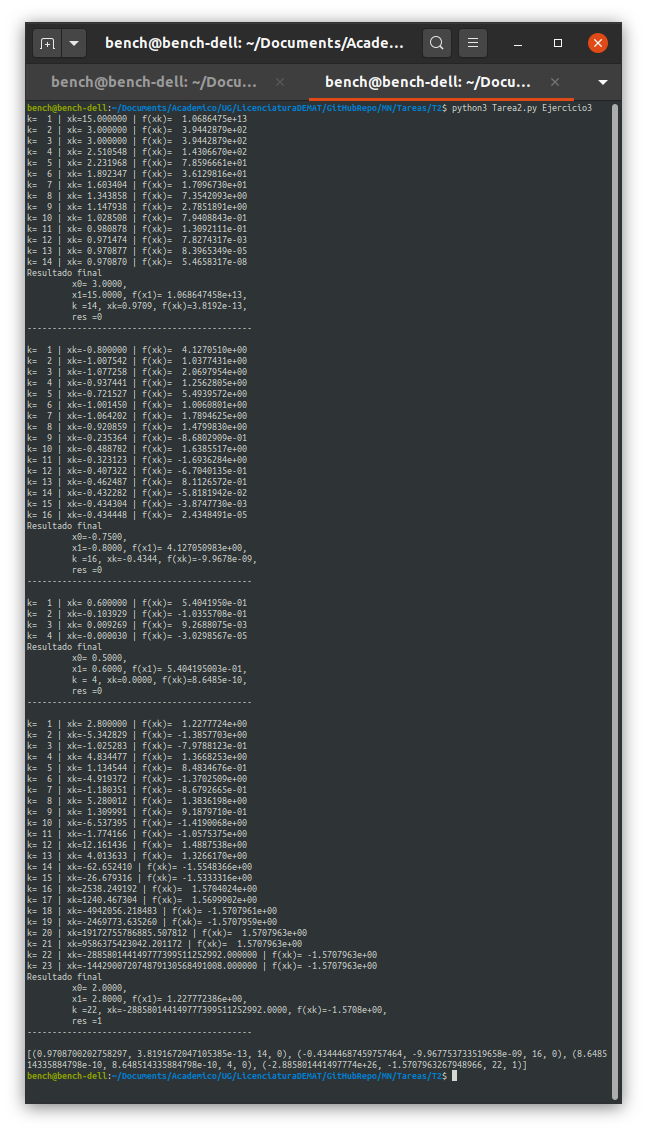 bench@bench-dell: ~/Documents/Acade...
bench@bench-dell: ~/Docu...
bench@bench-dell: ~/Docu...
bench@bench-dell:~/Documents/Academico/UG/LicenciaturaDEMAT/GitHubRepo/MN/Tareas/T2$ python3 Tarea2.py Ejercicio3
k=  1 | xk=15.000000 | f(xk)=  1.0686475e+13
k=  2 | xk= 3.000000 | f(xk)=  3.9442879e+02
k=  3 | xk= 3.000000 | f(xk)=  3.9442879e+02
k=  4 | xk= 2.510548 | f(xk)=  1.4306670e+02
k=  5 | xk= 2.231968 | f(xk)=  7.8596661e+01
k=  6 | xk= 1.892347 | f(xk)=  3.6129816e+01
k=  7 | xk= 1.603404 | f(xk)=  1.7096730e+01
k=  8 | xk= 1.343858 | f(xk)=  7.3542093e+00
k=  9 | xk= 1.147938 | f(xk)=  2.7851891e+00
k= 10 | xk= 1.028508 | f(xk)=  7.9408843e-01
k= 11 | xk= 0.980878 | f(xk)=  1.3092111e-01
k= 12 | xk= 0.971474 | f(xk)=  7.8274317e-03
k= 13 | xk= 0.970877 | f(xk)=  8.3965349e-05
k= 14 | xk= 0.970870 | f(xk)=  5.4658317e-08
Resultado final
x0= 3.0000,
x1=15.0000, f(x1)= 1.068647458e+13,
k =14, xk=0.9709, f(xk)=3.8192e-13,
res =0
---------------------------------------------
k=  1 | xk=-0.800000 | f(xk)=  4.1270510e+00
k=  2 | xk=-1.007542 | f(xk)=  1.0377431e+00
k=  3 | xk=-1.077258 | f(xk)=  2.0697954e+00
k=  4 | xk=-0.937441 | f(xk)=  1.2562805e+00
k=  5 | xk=-0.721527 | f(xk)=  5.4939572e+00
k=  6 | xk=-1.001450 | f(xk)=  1.0060801e+00
k=  7 | xk=-1.064202 | f(xk)=  1.7894625e+00
k=  8 | xk=-0.920859 | f(xk)=  1.4799830e+00
k=  9 | xk=-0.235364 | f(xk)= -8.6802909e-01
k= 10 | xk=-0.488782 | f(xk)=  1.6385517e+00
k= 11 | xk=-0.323123 | f(xk)= -1.6936284e+00
k= 12 | xk=-0.407322 | f(xk)= -6.7040135e-01
k= 13 | xk=-0.462487 | f(xk)=  8.1126572e-01
k= 14 | xk=-0.432282 | f(xk)= -5.8181942e-02
k= 15 | xk=-0.434304 | f(xk)= -3.8747730e-03
k= 16 | xk=-0.434448 | f(xk)=  2.4348491e-05
Resultado final
x0=-0.7500,
x1=-0.8000, f(x1)= 4.127050983e+00,
k =16, xk=-0.4344, f(xk)=-9.9678e-09,
res =0
---------------------------------------------
k=  1 | xk= 0.600000 | f(xk)=  5.4041950e-01
k=  2 | xk=-0.103929 | f(xk)= -1.0355708e-01
k=  3 | xk= 0.009269 | f(xk)=  9.2688075e-03
k=  4 | xk=-0.000030 | f(xk)= -3.0298567e-05
Resultado final
x0= 0.5000,
x1= 0.6000, f(x1)= 5.404195003e-01,
k = 4, xk=0.0000, f(xk)=8.6485e-10,
res =0
---------------------------------------------
k=  1 | xk= 2.800000 | f(xk)=  1.2277724e+00
k=  2 | xk=-5.342829 | f(xk)= -1.3857703e+00
k=  3 | xk=-1.025283 | f(xk)= -7.9788123e-01
k=  4 | xk= 4.834477 | f(xk)=  1.3668253e+00
k=  5 | xk= 1.134544 | f(xk)=  8.4834676e-01
k=  6 | xk=-4.919372 | f(xk)= -1.3702509e+00
k=  7 | xk=-1.180351 | f(xk)= -8.6792665e-01
k=  8 | xk= 5.280012 | f(xk)=  1.3836198e+00
k=  9 | xk= 1.309991 | f(xk)=  9.1879710e-01
k= 10 | xk=-6.537395 | f(xk)= -1.4190068e+00
k= 11 | xk=-1.774166 | f(xk)= -1.0575375e+00
k= 12 | xk=12.161436 | f(xk)=  1.4887538e+00
k= 13 | xk= 4.013633 | f(xk)=  1.3266170e+00
k= 14 | xk=-62.652410 | f(xk)= -1.5548366e+00
k= 15 | xk=-26.679316 | f(xk)= -1.5333316e+00
k= 16 | xk=2538.249192 | f(xk)=  1.5704024e+00
k= 17 | xk=1240.467304 | f(xk)=  1.5699902e+00
k= 18 | xk=-4942056.218483 | f(xk)= -1.5707961e+00
k= 19 | xk=-2469773.635260 | f(xk)= -1.5707959e+00
k= 20 | xk=19172755786885.507812 | f(xk)=  1.5707963e+00
k= 21 | xk=9586375423042.201172 | f(xk)=  1.5707963e+00
k= 22 | xk=-288580144149777399511252992.000000 | f(xk)= -1.5707963e+00
k= 23 | xk=-144290072074879130568491008.000000 | f(xk)= -1.5707963e+00
Resultado final
x0= 2.0000,
x1= 2.8000, f(x1)= 1.227772386e+00,
k =22, xk=-288580144149777399511252992.0000, f(xk)=-1.5708e+00,
res =1
---------------------------------------------
[(0.9708700202758297, 3.8191672047105385e-13, 14, 0), (-0.43444687459757464, -9.967753733519658e-09, 16, 0), (8.6485
14335884798e-10, 8.648514335884798e-10, 4, 0), (-2.885801441497774e+26, -1.5707963267948966, 22, 1)]
bench@bench-dell:~/Documents/Academico/UG/LicenciaturaDEMAT/GitHubRepo/MN/Tareas/T2$